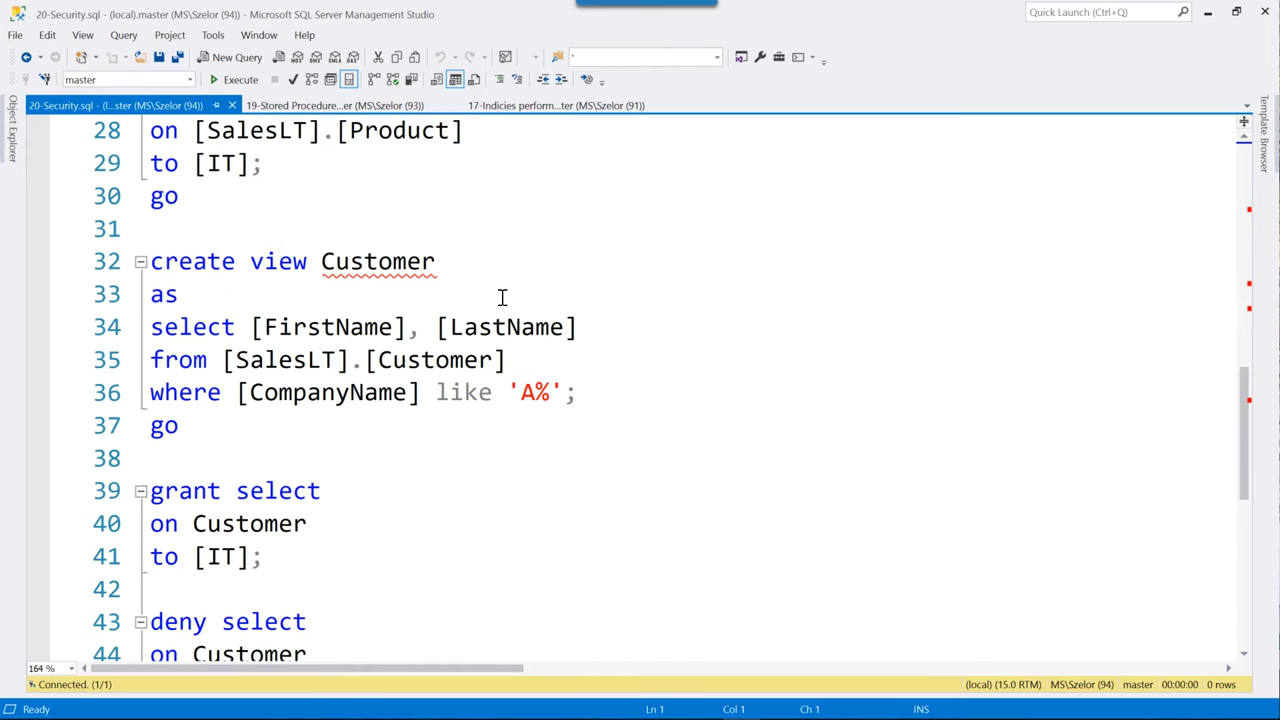 20-Security.sql - (local).master (MS\Szelor (94)) - Microsoft SQL Server Management Studio
Quick Launch (Ctrl+Q)
File Edit View Query Project Tools Window Help
New Query
master
Execute
20-Security.sql - (l...ster (MS\Szelor (94))
19-Stored Procedure...er (MS\Szelor (93))
17-Indicies perform...ter (MS\Szelor (91))
Object Explorer
Template Browser
28 on [SalesLT].[Product]
29 to [IT];
30 go
31
32 create view Customer
33 as
34 select [FirstName], [LastName]
35 from [SalesLT].[Customer]
36 where [CompanyName] like 'A%';
37 go
38
39 grant select
40 on Customer
41 to [IT];
42
43 deny select
44 on Customer
164 %
Connected. (1/1)
(local) (15.0 RTM) MS\Szelor (94) master 00:00:00 0 rows
Ready
Ln 1 Col 1 Ch 1 INS